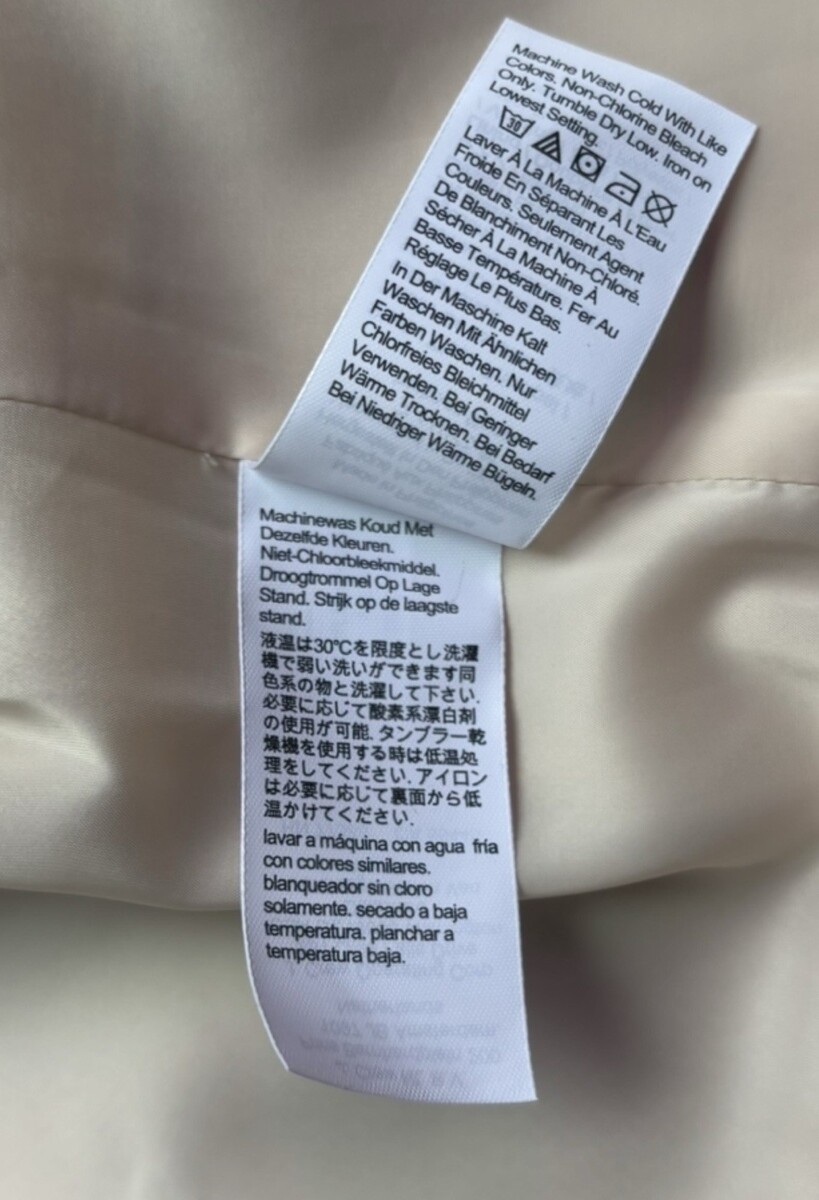 Machine Wash Cold With Like
Colors. Non-Chlorine Bleach
Only. Tumble Dry Low. Iron on
Lowest Setting.
30
Laver À La Machine À L'Eau
Froide En Séparant Les
Couleurs. Seulement Agent
De Blanchiment Non-Chloré.
Sécher À La Machine À
Basse Température. Fer Au
Réglage Le Plus Bas.
In Der Maschine Kalt
Waschen Mit Ähnlichen
Farben Waschen. Nur
Chlorfreies Bleichmittel
Verwenden. Bei Geringer
Wärme Trocknen. Bei Bedarf
Bei Niedriger Wärme Bügeln.
Machinewas Koud Met
Dezelfde Kleuren.
Niet-Chloorbleekmiddel.
Droogtrommel Op Lage
Stand. Strijk op de laagste
stand.
液温は30℃を限度とし洗濯
機で弱い洗いができます同
色系の物と洗濯して下さい.
必要に応じて酸素系漂白剤
の使用が可能. タンブラー乾
燥機を使用する時は低温処
理をしてください. アイロン
は必要に応じて裏面から低
温かけてください.
lavar a máquina con agua fría
con colores similares.
blanqueador sin cloro
solamente. secado a baja
temperatura. planchar a
temperatura baja.